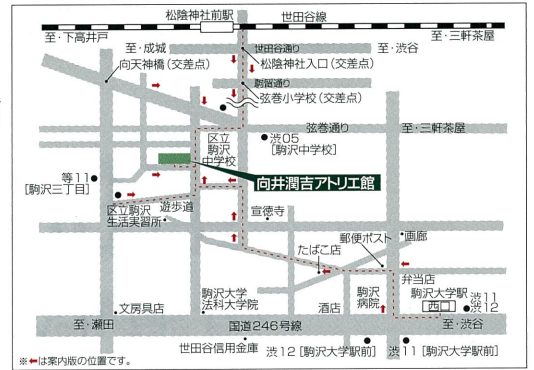 松陰神社前駅
世田谷線
至・下高井戸
至・三軒茶屋
至・成城
世田谷通り
至・渋谷
向天神橋(交差点)
松陰神社入口(交差点)
駒留通り
弦巻小学校(交差点)
弦巻通り
至・三軒茶屋
区立
駒沢
中学校
渋05
[駒沢中学校]
向井潤吉アトリエ館
等11
[駒沢三丁目]
区立駒沢
生活実習所
遊歩道
宣徳寺
たばこ店
郵便ポスト
画廊
弁当店
駒沢
病院
駒沢大学駅
西口
渋11
渋12
文房具店
駒沢大学
法科大学院
酒店
至・瀬田
国道246号線
至・渋谷
世田谷信用金庫
渋12[駒沢大学駅前]
渋11[駒沢大学駅前]
※←は案内版の位置です。